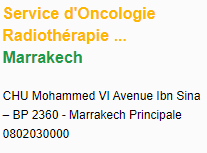 Service d'Oncologie
Radiothérapie ...
Marrakech
CHU Mohammed VI Avenue Ibn Sina
– BP 2360 - Marrakech Principale
0802030000